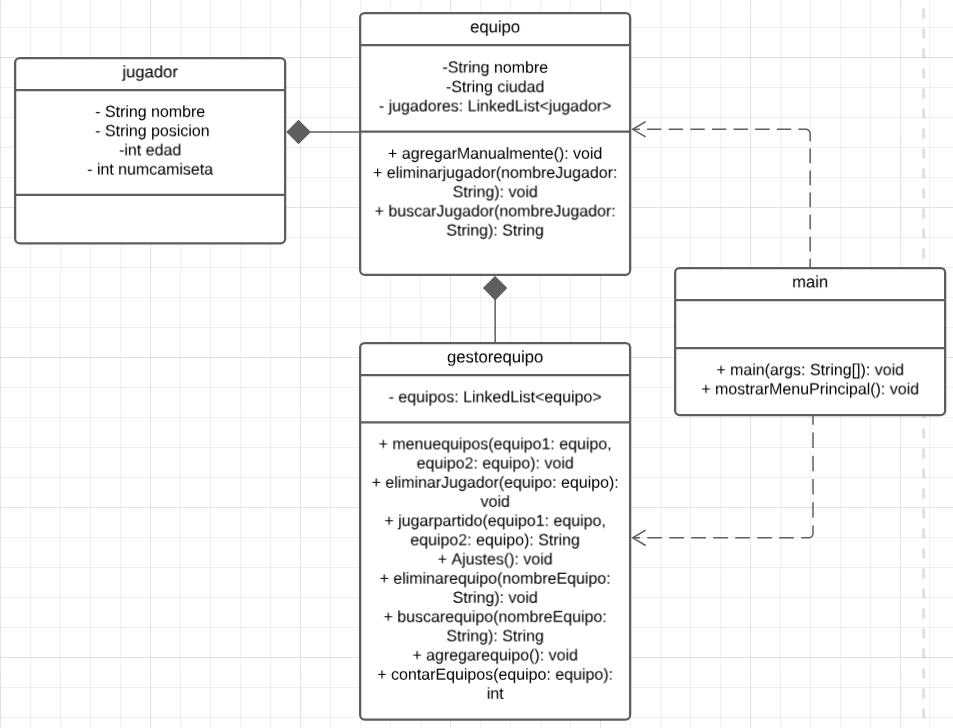 jugador
- String nombre
- String posicion
-int edad
- int numcamiseta
equipo
-String nombre
-String ciudad
- jugadores: LinkedList<jugador>
+ agregarManualmente(): void
+ eliminarjugador(nombreJugador:
String): void
+ buscarJugador(nombreJugador:
String): String
main
+ main(args: String[]): void
+ mostrarMenuPrincipal(): void
gestorequipo
- equipos: LinkedList<equipo>
+ menuequipos(equipo1: equipo,
equipo2: equipo): void
+ eliminarJugador(equipo: equipo):
void
+ jugarpartido(equipo1: equipo,
equipo2: equipo): String
+ Ajustes(): void
+ eliminarequipo(nombreEquipo:
String): void
+ buscarequipo(nombreEquipo:
String): String
+ agregarequipo(): void
+ contarEquipos(equipo: equipo):
int